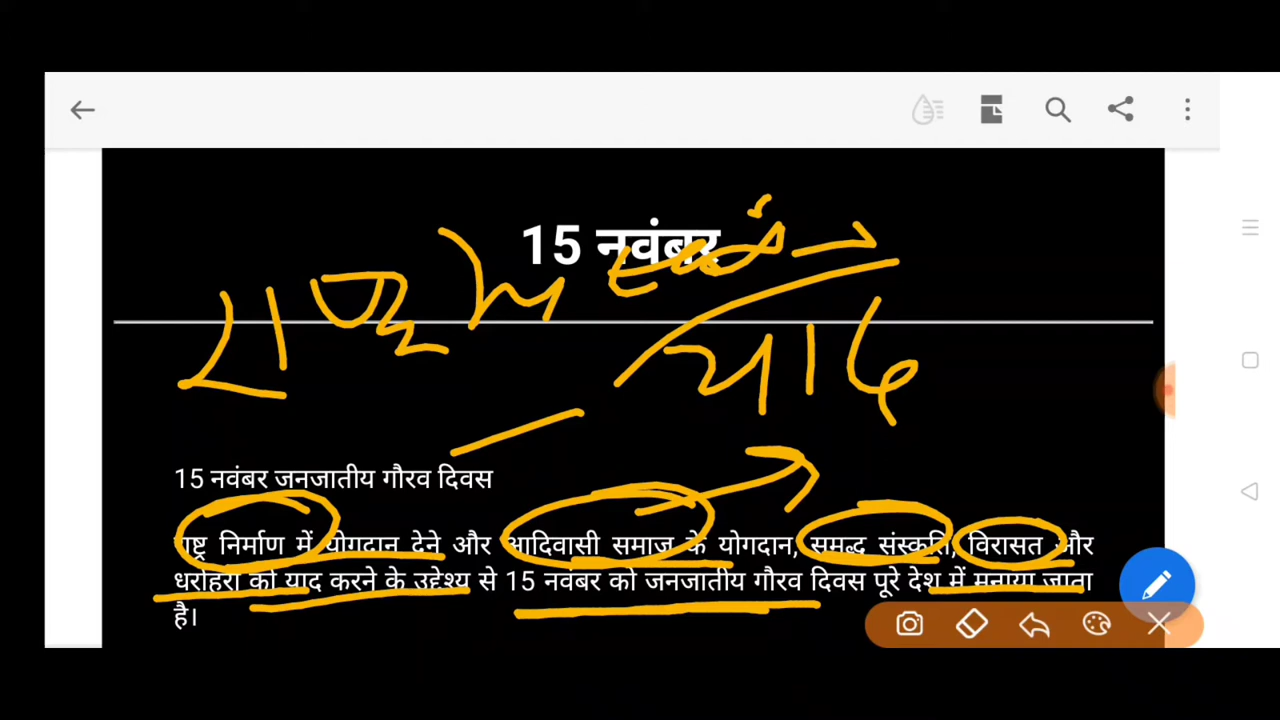 15 नवंबर
याद
15 नवंबर जनजातीय गौरव दिवस
राष्ट्र निर्माण में योगदान देने और आदिवासी समाज के योगदान, समृद्ध संस्कृति, विरासत और
धरोहरों को याद करने के उद्देश्य से 15 नवंबर को जनजातीय गौरव दिवस पूरे देश में मनाया जाता
है।